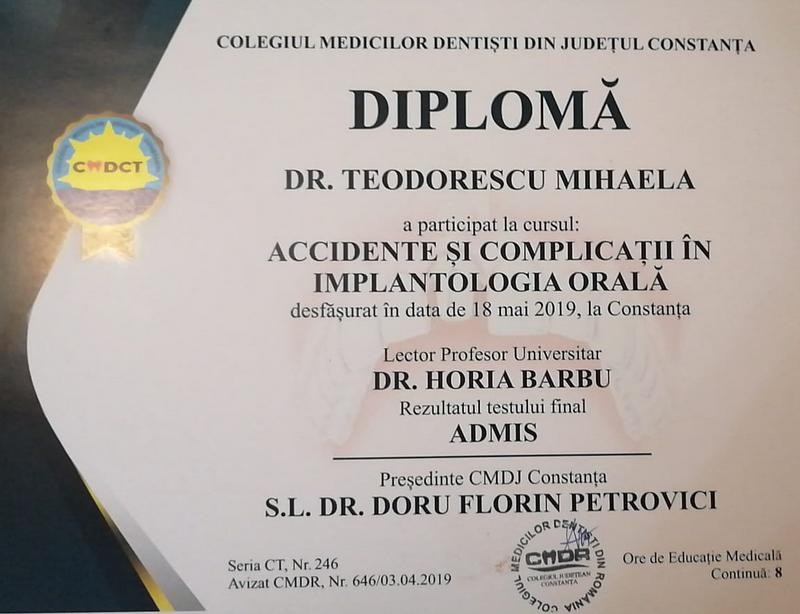 COLEGIUL MEDICILOR DENTIȘTI DIN JUDEȚUL CONSTANȚA
DIPLOMĂ
CMDCT
DR. TEODORESCU MIHAELA
a participat la cursul:
ACCIDENTE ȘI COMPLICAȚII ÎN
IMPLANTOLOGIA ORALĂ
desfășurat în data de 18 mai 2019, la Constanța
Lector Profesor Universitar
DR. HORIA BARBU
Rezultatul testului final
ADMIS
Președinte CMDJ Constanța
S.L. DR. DORU FLORIN PETROVICI
COLEGIUL MEDICILOR DENTIȘTI DIN ROMÂNIA
CMDR
COLEGIUL JUDEȚEAN
CONSTANȚA
Seria CT, Nr. 246
Avizat CMDR, Nr. 646/03.04.2019
Ore de Educație Medicală
Continuă: 8